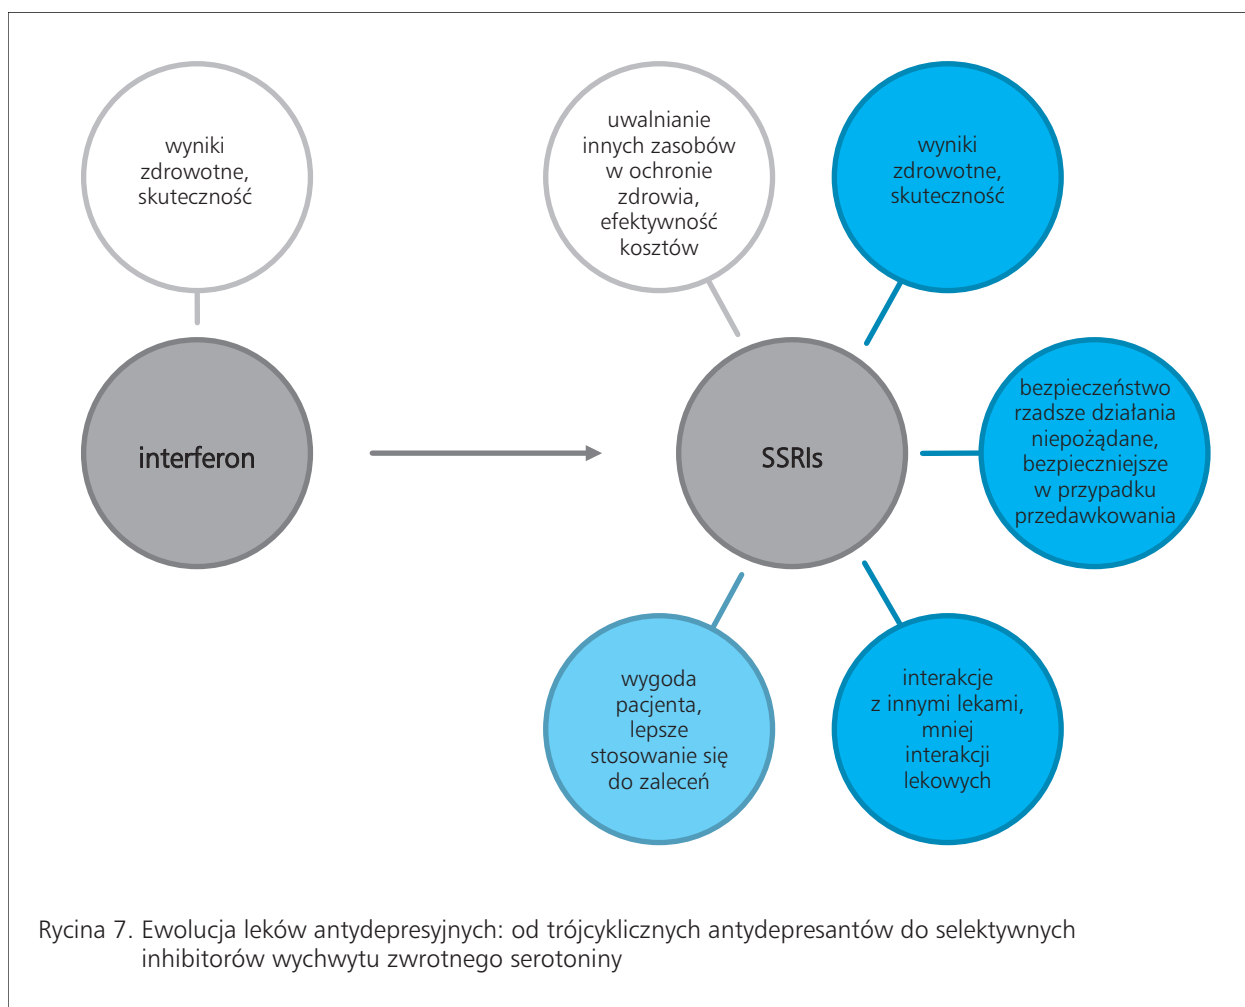 wyniki
zdrowotne,
skuteczność
interferon
uwalnianie
innych zasobów
w ochronie
zdrowia,
efektywność
kosztów
wyniki
zdrowotne,
skuteczność
SSRIs
bezpieczeństwo
rzadsze działania
niepożądane,
bezpieczniejsze
w przypadku
przedawkowania
wygoda
pacjenta,
lepsze
stosowanie się
do zaleceń
interakcje
z innymi lekami,
mniej
interakcji
lekowych
Rycina 7. Ewolucja leków antydepresyjnych: od trójcyklicznych antydepresantów do selektywnych
inhibitorów wychwytu zwrotnego serotoniny